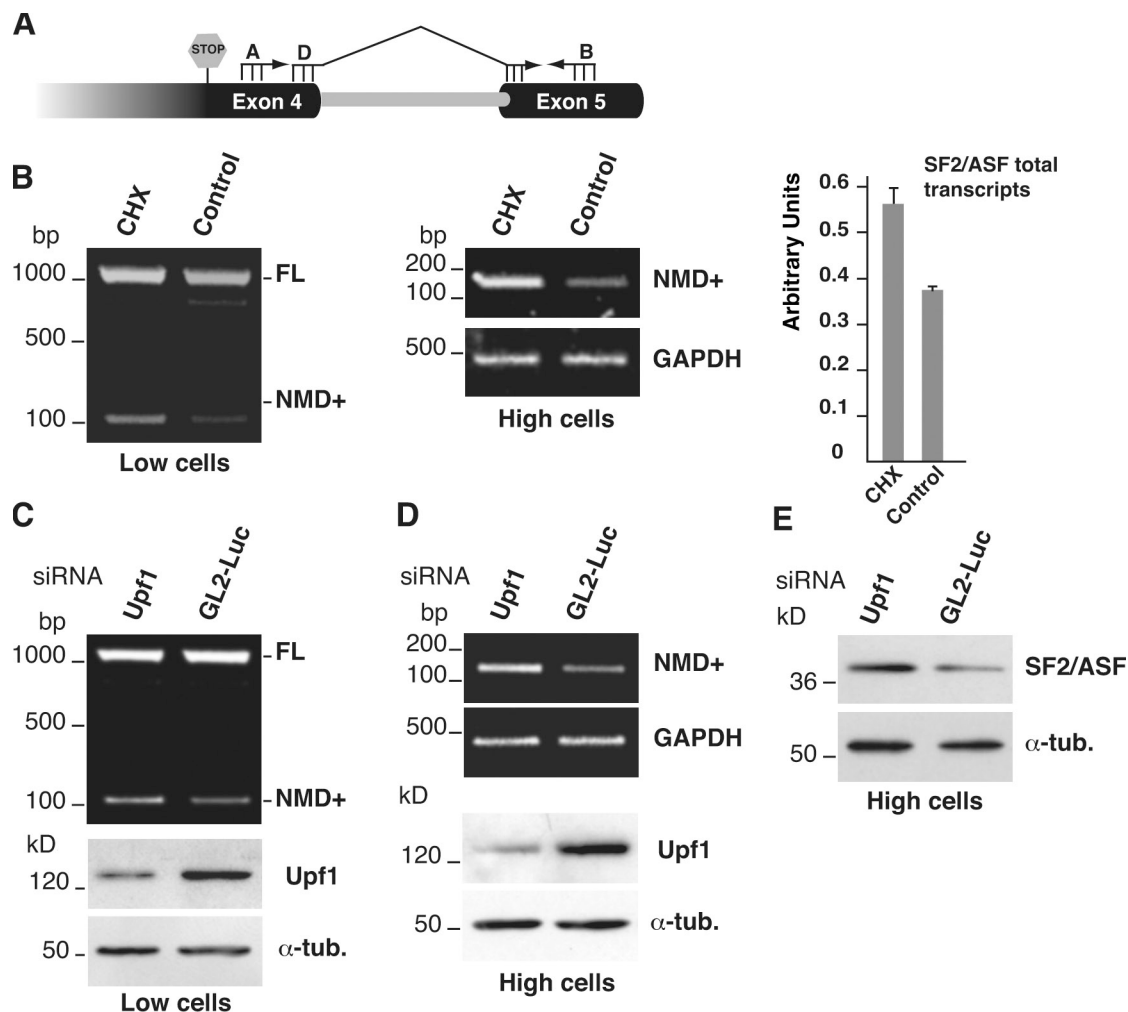 A
STOP
A
D
B
Exon 4
Exon 5
B
bp
CHX
Control
1000
500
100
FL
NMD+
Low cells
bp
CHX
Control
200
100
500
NMD+
GAPDH
High cells
SF2/ASF total
transcripts
Arbitrary Units
0.6
0.5
0.4
0.3
0.2
0.1
0
CHX
Control
C
siRNA
Upf1
GL2-Luc
bp
1000
500
100
FL
NMD+
kD
120
Upf1
50
α-tub.
Low cells
D
siRNA
Upf1
GL2-Luc
bp
200
100
500
NMD+
GAPDH
kD
120
Upf1
50
α-tub.
High cells
E
siRNA
Upf1
GL2-Luc
kD
36
SF2/ASF
50
α-tub.
High cells